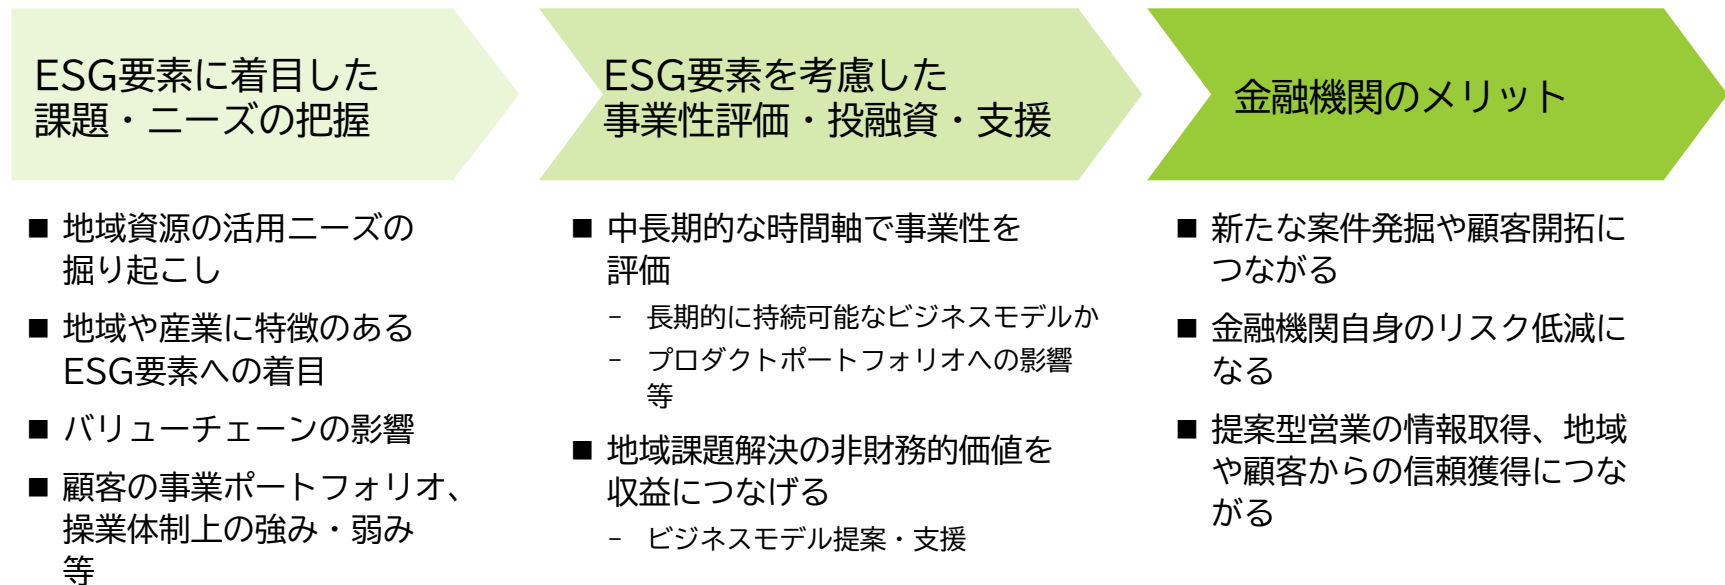 ESG要素に着目した
課題・ニーズの把握
■ 地域資源の活用ニーズの
掘り起こし
■ 地域や産業に特徴のある
ESG要素への着目
■ バリューチェーンの影響
■ 顧客の事業ポートフォリオ、
操業体制上の強み・弱み
等
ESG要素を考慮した
事業性評価・投融資・支援
■ 中長期的な時間軸で事業性を
評価
－ 長期的に持続可能なビジネスモデルか
－ プロダクトポートフォリオへの影響
等
■ 地域課題解決の非財務的価値を
収益につなげる
－ ビジネスモデル提案・支援
金融機関のメリット
■ 新たな案件発掘や顧客開拓に
つながる
■ 金融機関自身のリスク低減に
なる
■ 提案型営業の情報取得、地域
や顧客からの信頼獲得につな
がる